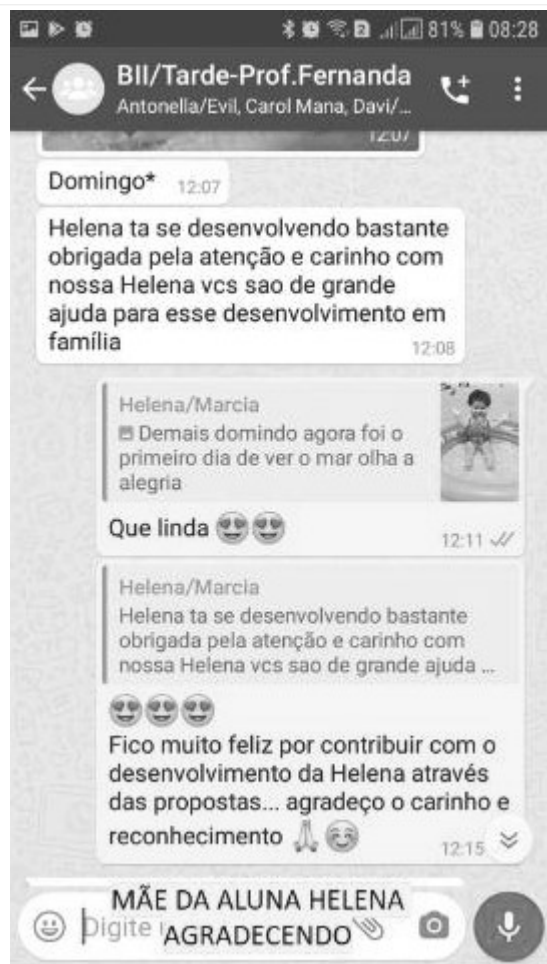 81% 08:28
BII/Tarde-Prof.Fernanda
Antonella/Evil, Carol Mana, Davi/...
12:07
Domingo* 12:07
Helena ta se desenvolvendo bastante
obrigada pela atenção e carinho com
nossa Helena vcs sao de grande
ajuda para esse desenvolvimento em
família
12:08
Helena/Marcia
Demais domindo agora foi o
primeiro dia de ver o mar olha a
alegria
Que linda 😍😍
12:11
Helena/Marcia
Helena ta se desenvolvendo bastante
obrigada pela atenção e carinho com
nossa Helena vcs sao de grande ajuda ...
😍😍😍
Fico muito feliz por contribuir com o
desenvolvimento da Helena através
das propostas... agradeço o carinho e
reconhecimento 🙏☺️
12:15
MÃE DA ALUNA HELENA
Digite
AGRADECENDO